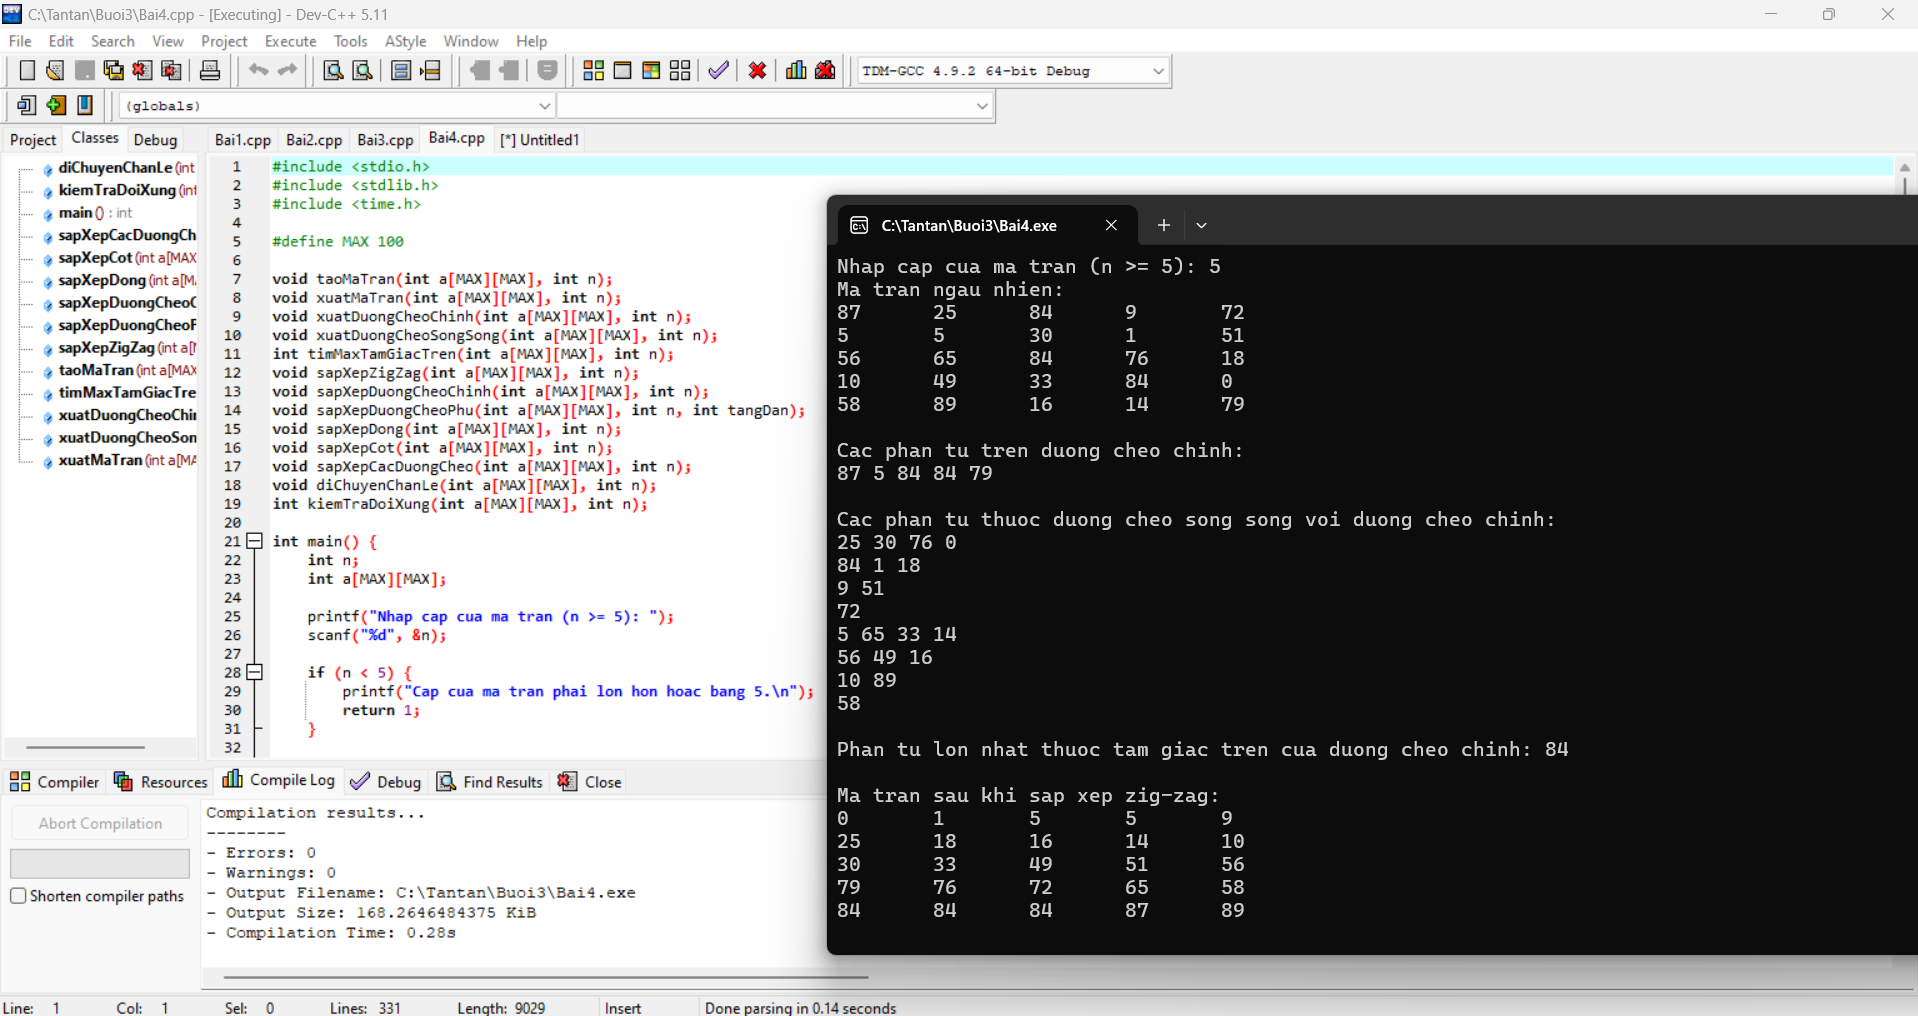 C:\Tantan\Buoi3\Bai4.cpp - [Executing] - Dev-C++ 5.11
File Edit Search View Project Execute Tools AStyle Window Help
TDM-GCC 4.9.2 64-bit Debug
(globals)
Project Classes Debug
Bai1.cpp Bai2.cpp Bai3.cpp Bai4.cpp [*] Untitled1
diChuyenChanLe (int
kiemTraDoiXung (int
main () : int
sapXepCacDuongCh
sapXepCot (int a[MAX
sapXepDong (int a[M
sapXepDuongCheoC
sapXepDuongCheoP
sapXepZigZag (int a[
taoMaTran (int a[MAX
timMaxTamGiacTre
xuatDuongCheoChi
xuatDuongCheoSon
xuatMaTran (int a[MA
1 #include <stdio.h>
2 #include <stdlib.h>
3 #include <time.h>
4
5 #define MAX 100
6
7 void taoMaTran(int a[MAX][MAX], int n);
8 void xuatMaTran(int a[MAX][MAX], int n);
9 void xuatDuongCheoChinh(int a[MAX][MAX], int n);
10 void xuatDuongCheoSongSong(int a[MAX][MAX], int n);
11 int timMaxTamGiacTren(int a[MAX][MAX], int n);
12 void sapXepZigZag(int a[MAX][MAX], int n);
13 void sapXepDuongCheoChinh(int a[MAX][MAX], int n);
14 void sapXepDuongCheoPhu(int a[MAX][MAX], int n, int tangDan);
15 void sapXepDong(int a[MAX][MAX], int n);
16 void sapXepCot(int a[MAX][MAX], int n);
17 void sapXepCacDuongCheo(int a[MAX][MAX], int n);
18 void diChuyenChanLe(int a[MAX][MAX], int n);
19 int kiemTraDoiXung(int a[MAX][MAX], int n);
20
21 int main() {
22 int n;
23 int a[MAX][MAX];
24
25 printf("Nhap cap cua ma tran (n >= 5): ");
26 scanf("%d", &n);
27
28 if (n < 5) {
29 printf("Cap cua ma tran phai lon hon hoac bang 5.\n");
30 return 1;
31 }
32
C:\Tantan\Buoi3\Bai4.exe
Nhap cap cua ma tran (n >= 5): 5
Ma tran ngau nhien:
87 25 84 9 72
5 5 30 1 51
56 65 84 76 18
10 49 33 84 0
58 89 16 14 79
Cac phan tu tren duong cheo chinh:
87 5 84 84 79
Cac phan tu thuoc duong cheo song song voi duong cheo chinh:
25 30 76 0
84 1 18
9 51
72
5 65 33 14
56 49 16
10 89
58
Phan tu lon nhat thuoc tam giac tren cua duong cheo chinh: 84
Ma tran sau khi sap xep zig-zag:
0 1 5 5 9
25 18 16 14 10
30 33 49 51 56
79 76 72 65 58
84 84 84 87 89
Compiler Resources Compile Log Debug Find Results Close
Abort Compilation
Shorten compiler paths
Compilation results...
--------
- Errors: 0
- Warnings: 0
- Output Filename: C:\Tantan\Buoi3\Bai4.exe
- Output Size: 168.2646484375 KiB
- Compilation Time: 0.28s
Line: 1 Col: 1 Sel: 0 Lines: 331 Length: 9029 Insert Done parsing in 0.14 seconds